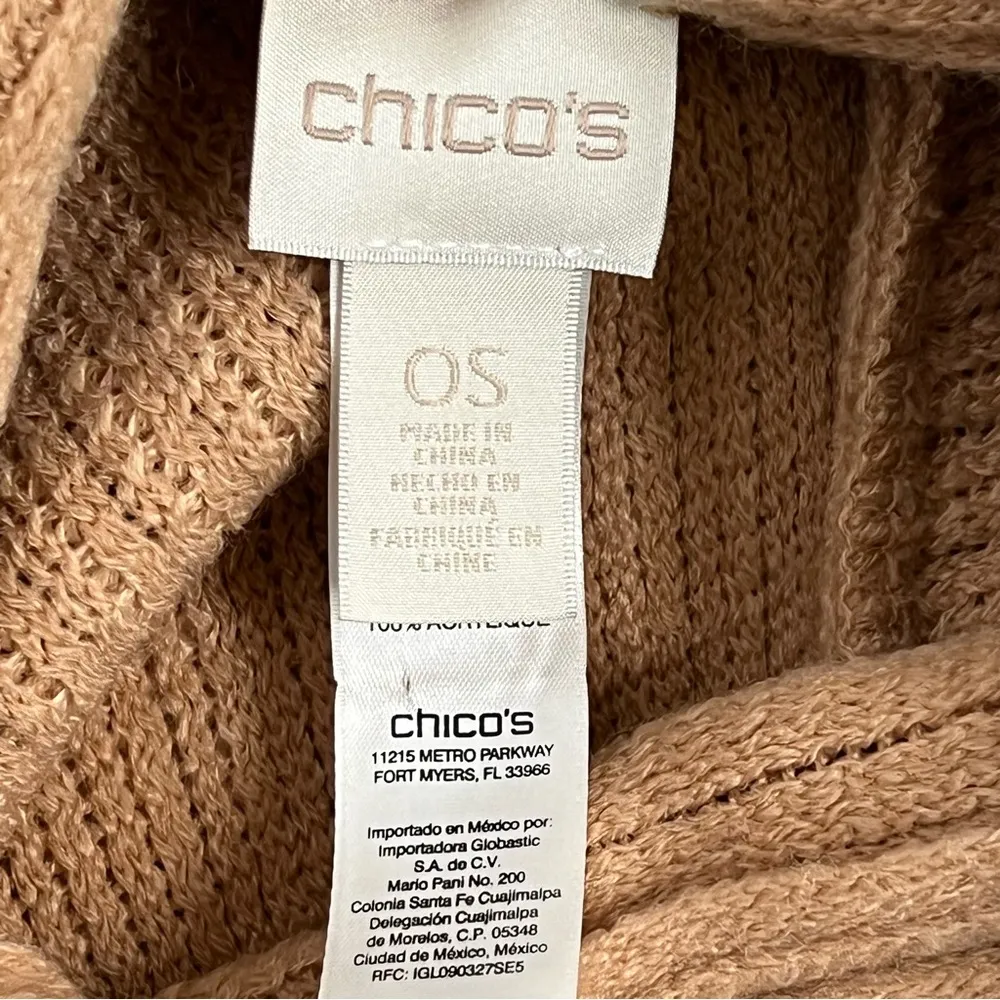 chico's
OS
MADE IN
CHINA
HECHO EN
CHINA
FABRIQUÉ EN
CHINE
100% ACRYLIQUE
chico's
11215 METRO PARKWAY
FORT MYERS, FL 33966
Importado en México por:
Importadora Globastic
S.A. de C.V.
Mario Pani No. 200
Colonia Santa Fe Cuajimalpa
Delegación Cuajimalpa
de Morelos, C.P. 05348
Ciudad de México, México
RFC: IGL090327SE5